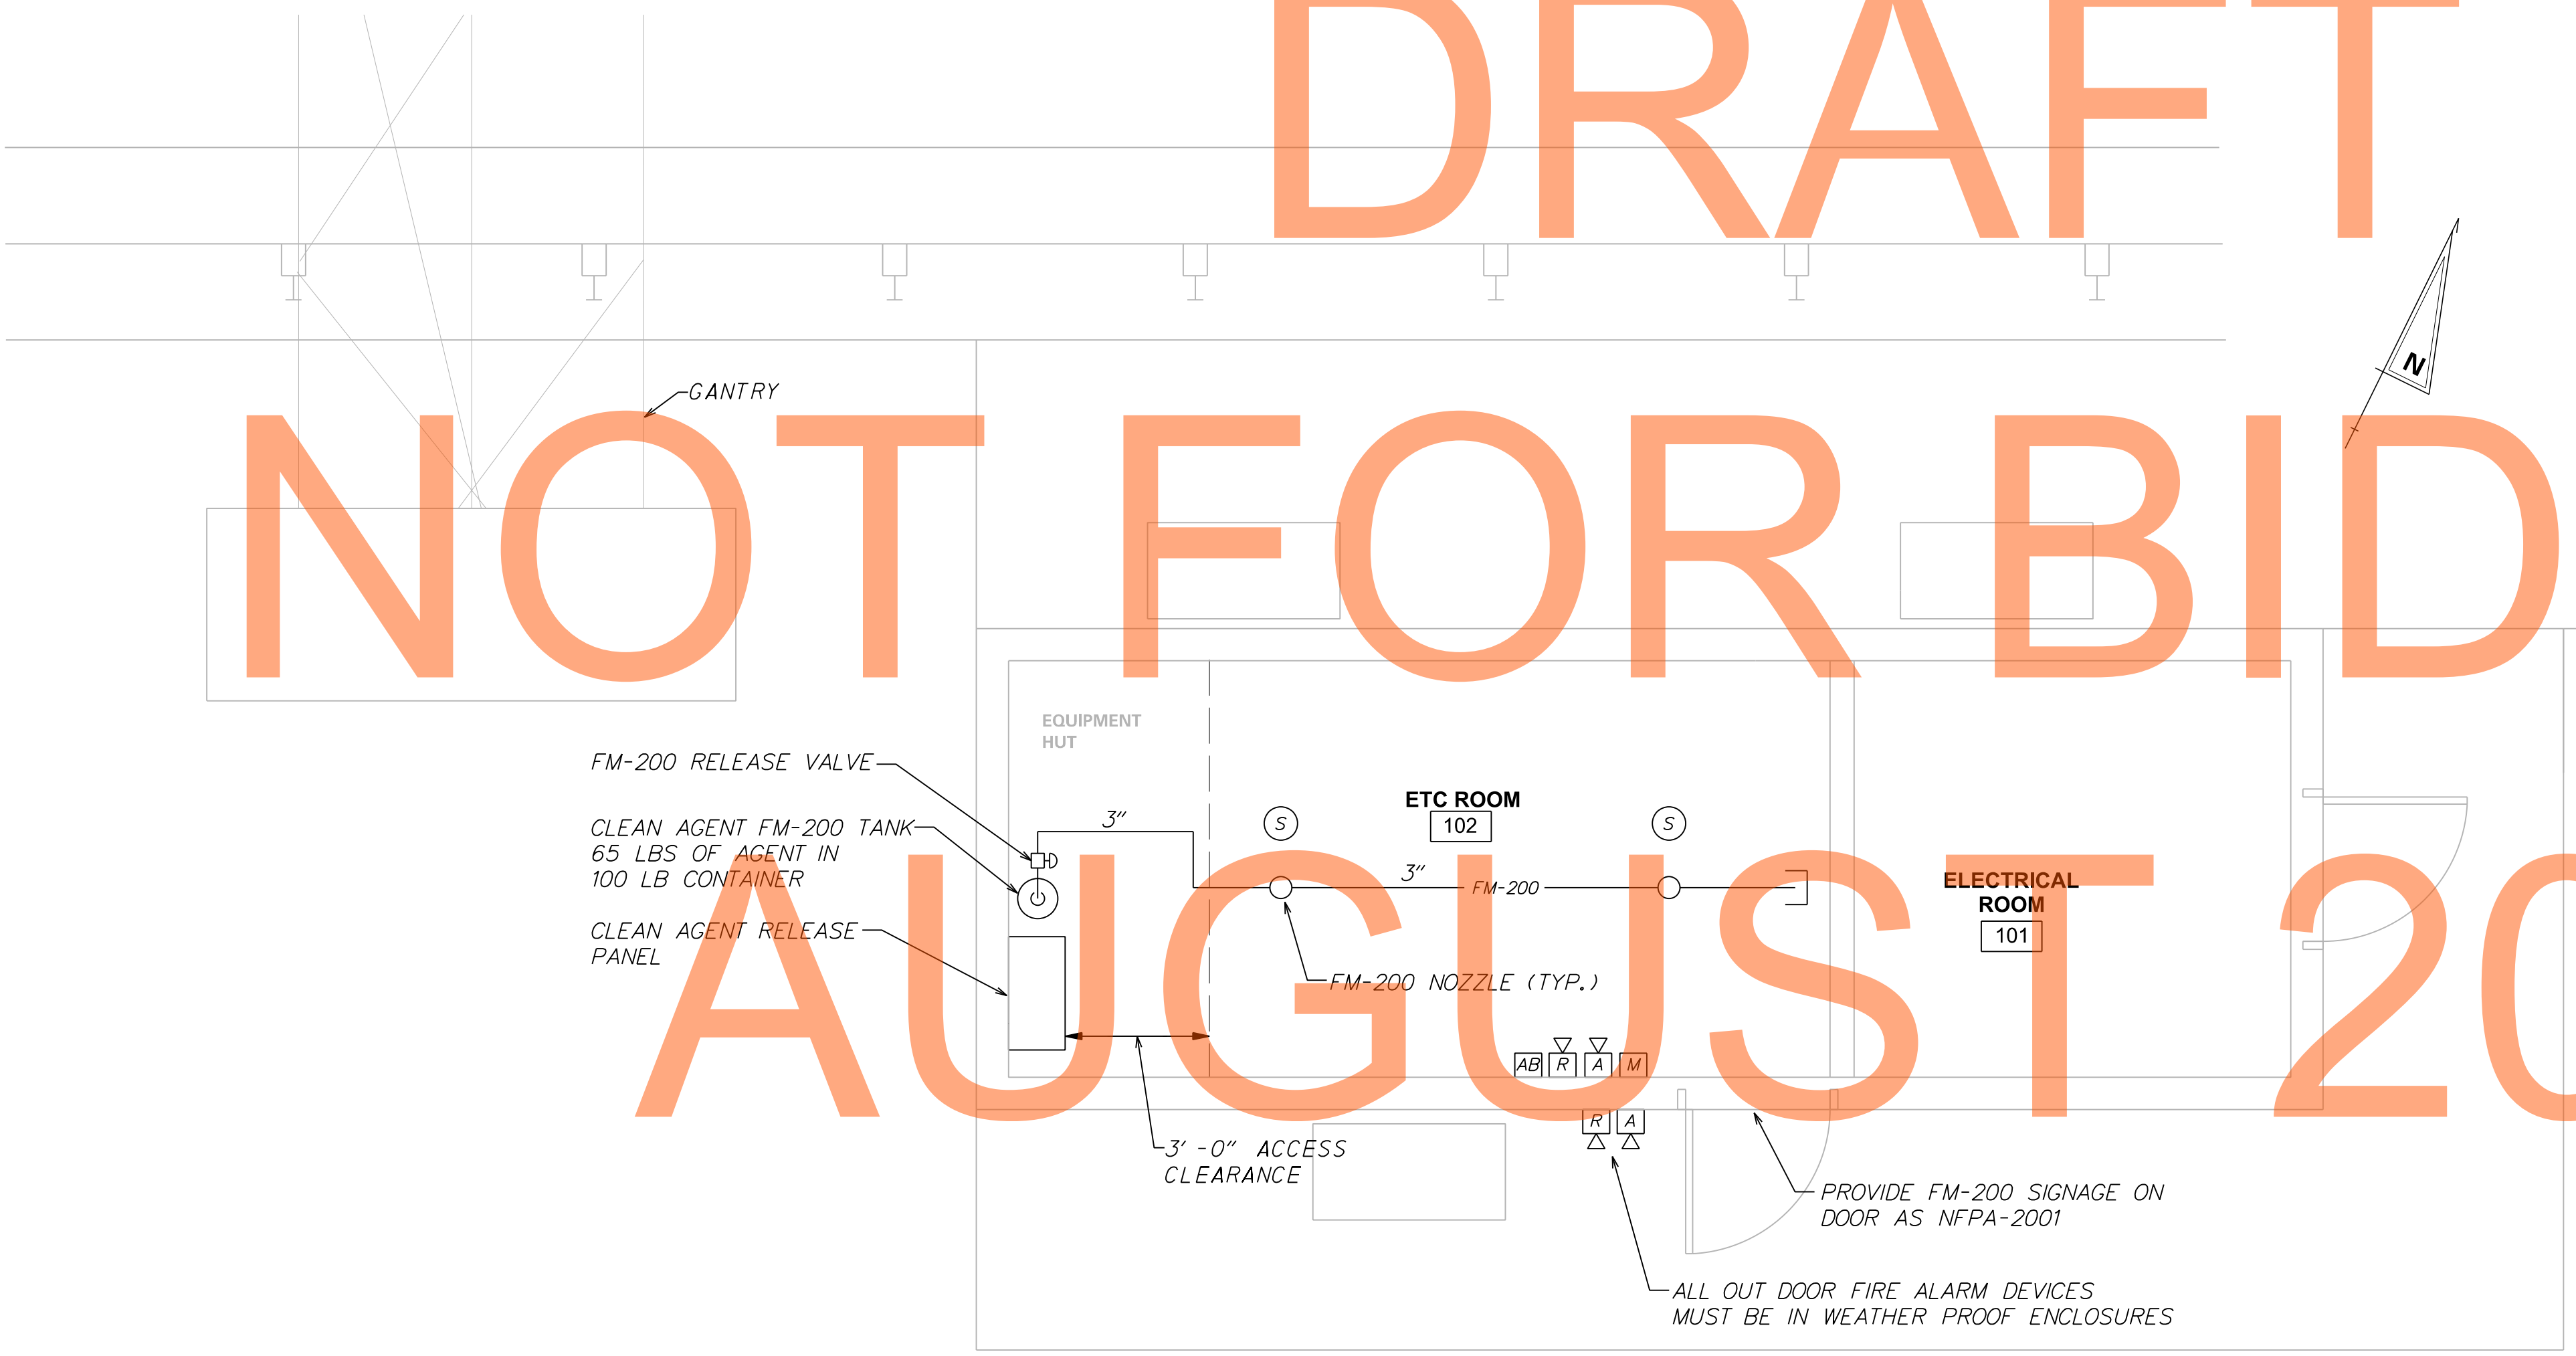 DRAFT
N
GANTRY
NOT FOR BID
EQUIPMENT
HUT
FM-200 RELEASE VALVE
CLEAN AGENT FM-200 TANK
65 LBS OF AGENT IN
100 LB CONTAINER
CLEAN AGENT RELEASE
PANEL
3"
S
ETC ROOM
102
S
3"
FM-200
ELECTRICAL
ROOM
101
AUGUST 20
FM-200 NOZZLE (TYP.)
AB R A M
R A
3'-0" ACCESS
CLEARANCE
PROVIDE FM-200 SIGNAGE ON
DOOR AS NFPA-2001
ALL OUT DOOR FIRE ALARM DEVICES
MUST BE IN WEATHER PROOF ENCLOSURES